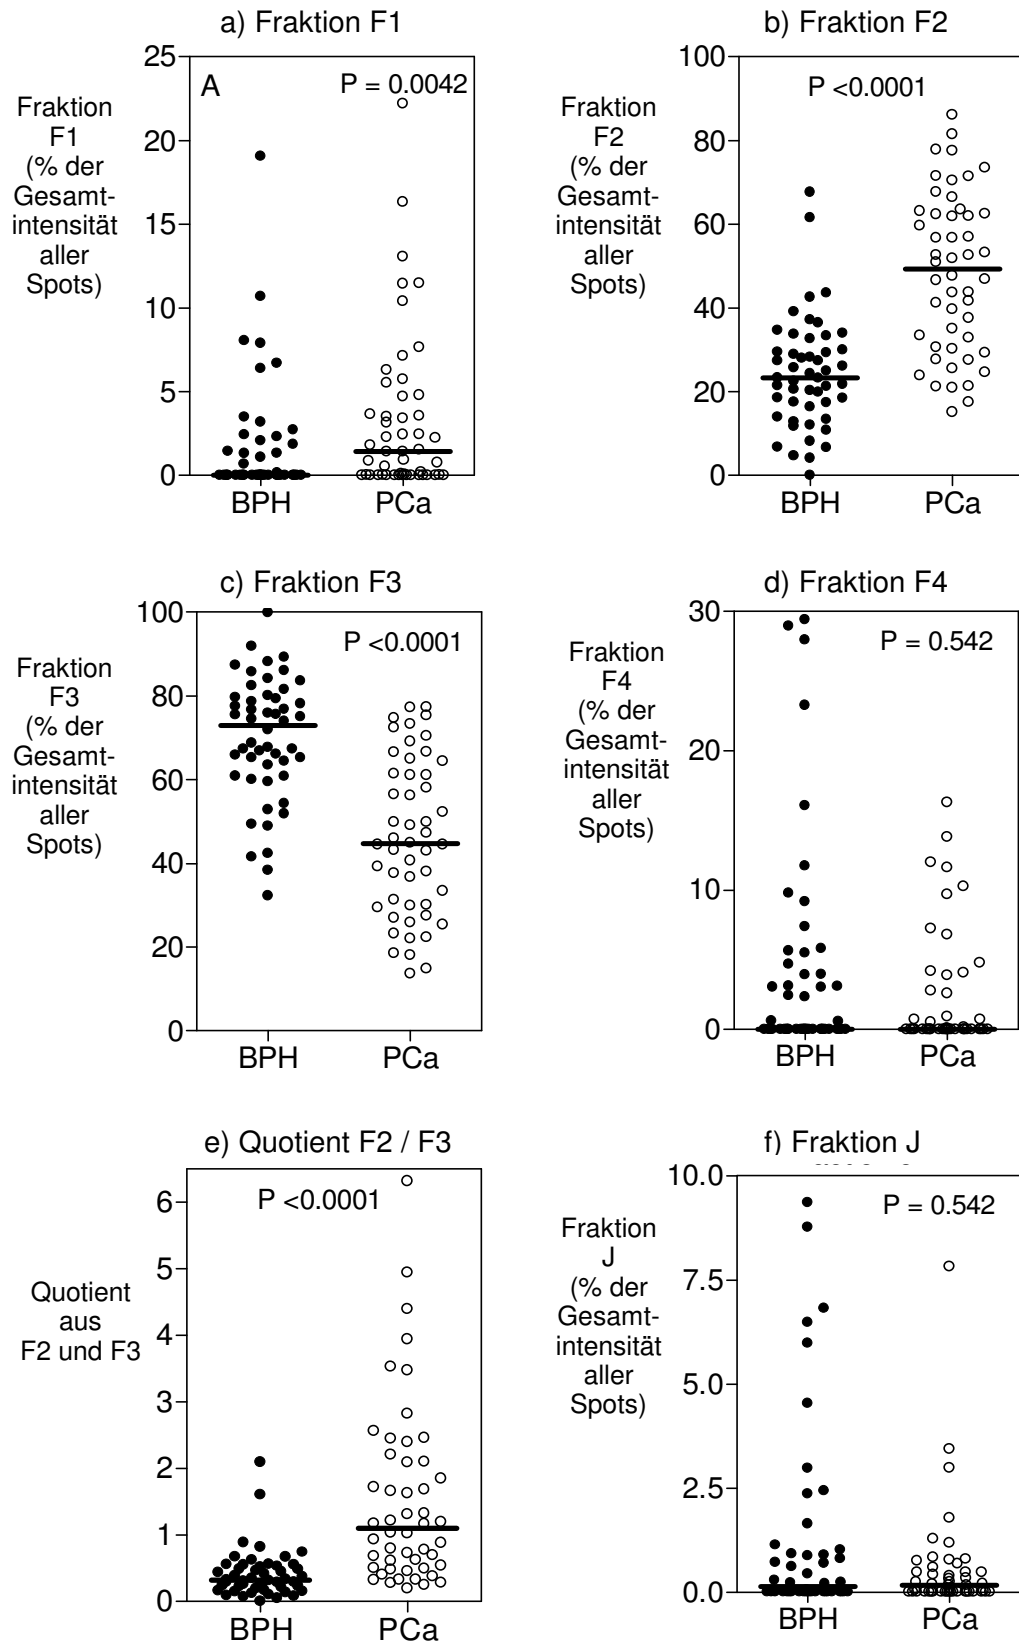 a) Fraktion F1
Fraktion
F1
(% der
Gesamt-
intensität
aller
Spots)
25
20
15
10
5
0
A
P = 0.0042
BPH
PCa
b) Fraktion F2
Fraktion
F2
(% der
Gesamt-
intensität
aller
Spots)
100
80
60
40
20
0
P <0.0001
BPH
PCa
c) Fraktion F3
Fraktion
F3
(% der
Gesamt-
intensität
aller
Spots)
100
80
60
40
20
0
P <0.0001
BPH
PCa
d) Fraktion F4
Fraktion
F4
(% der
Gesamt-
intensität
aller
Spots)
30
20
10
0
P = 0.542
BPH
PCa
e) Quotient F2 / F3
Quotient
aus
F2 und F3
6
5
4
3
2
1
0
P <0.0001
BPH
PCa
f) Fraktion J
Fraktion
J
(% der
Gesamt-
intensität
aller
Spots)
10.0
7.5
5.0
2.5
0.0
P = 0.542
BPH
PCa